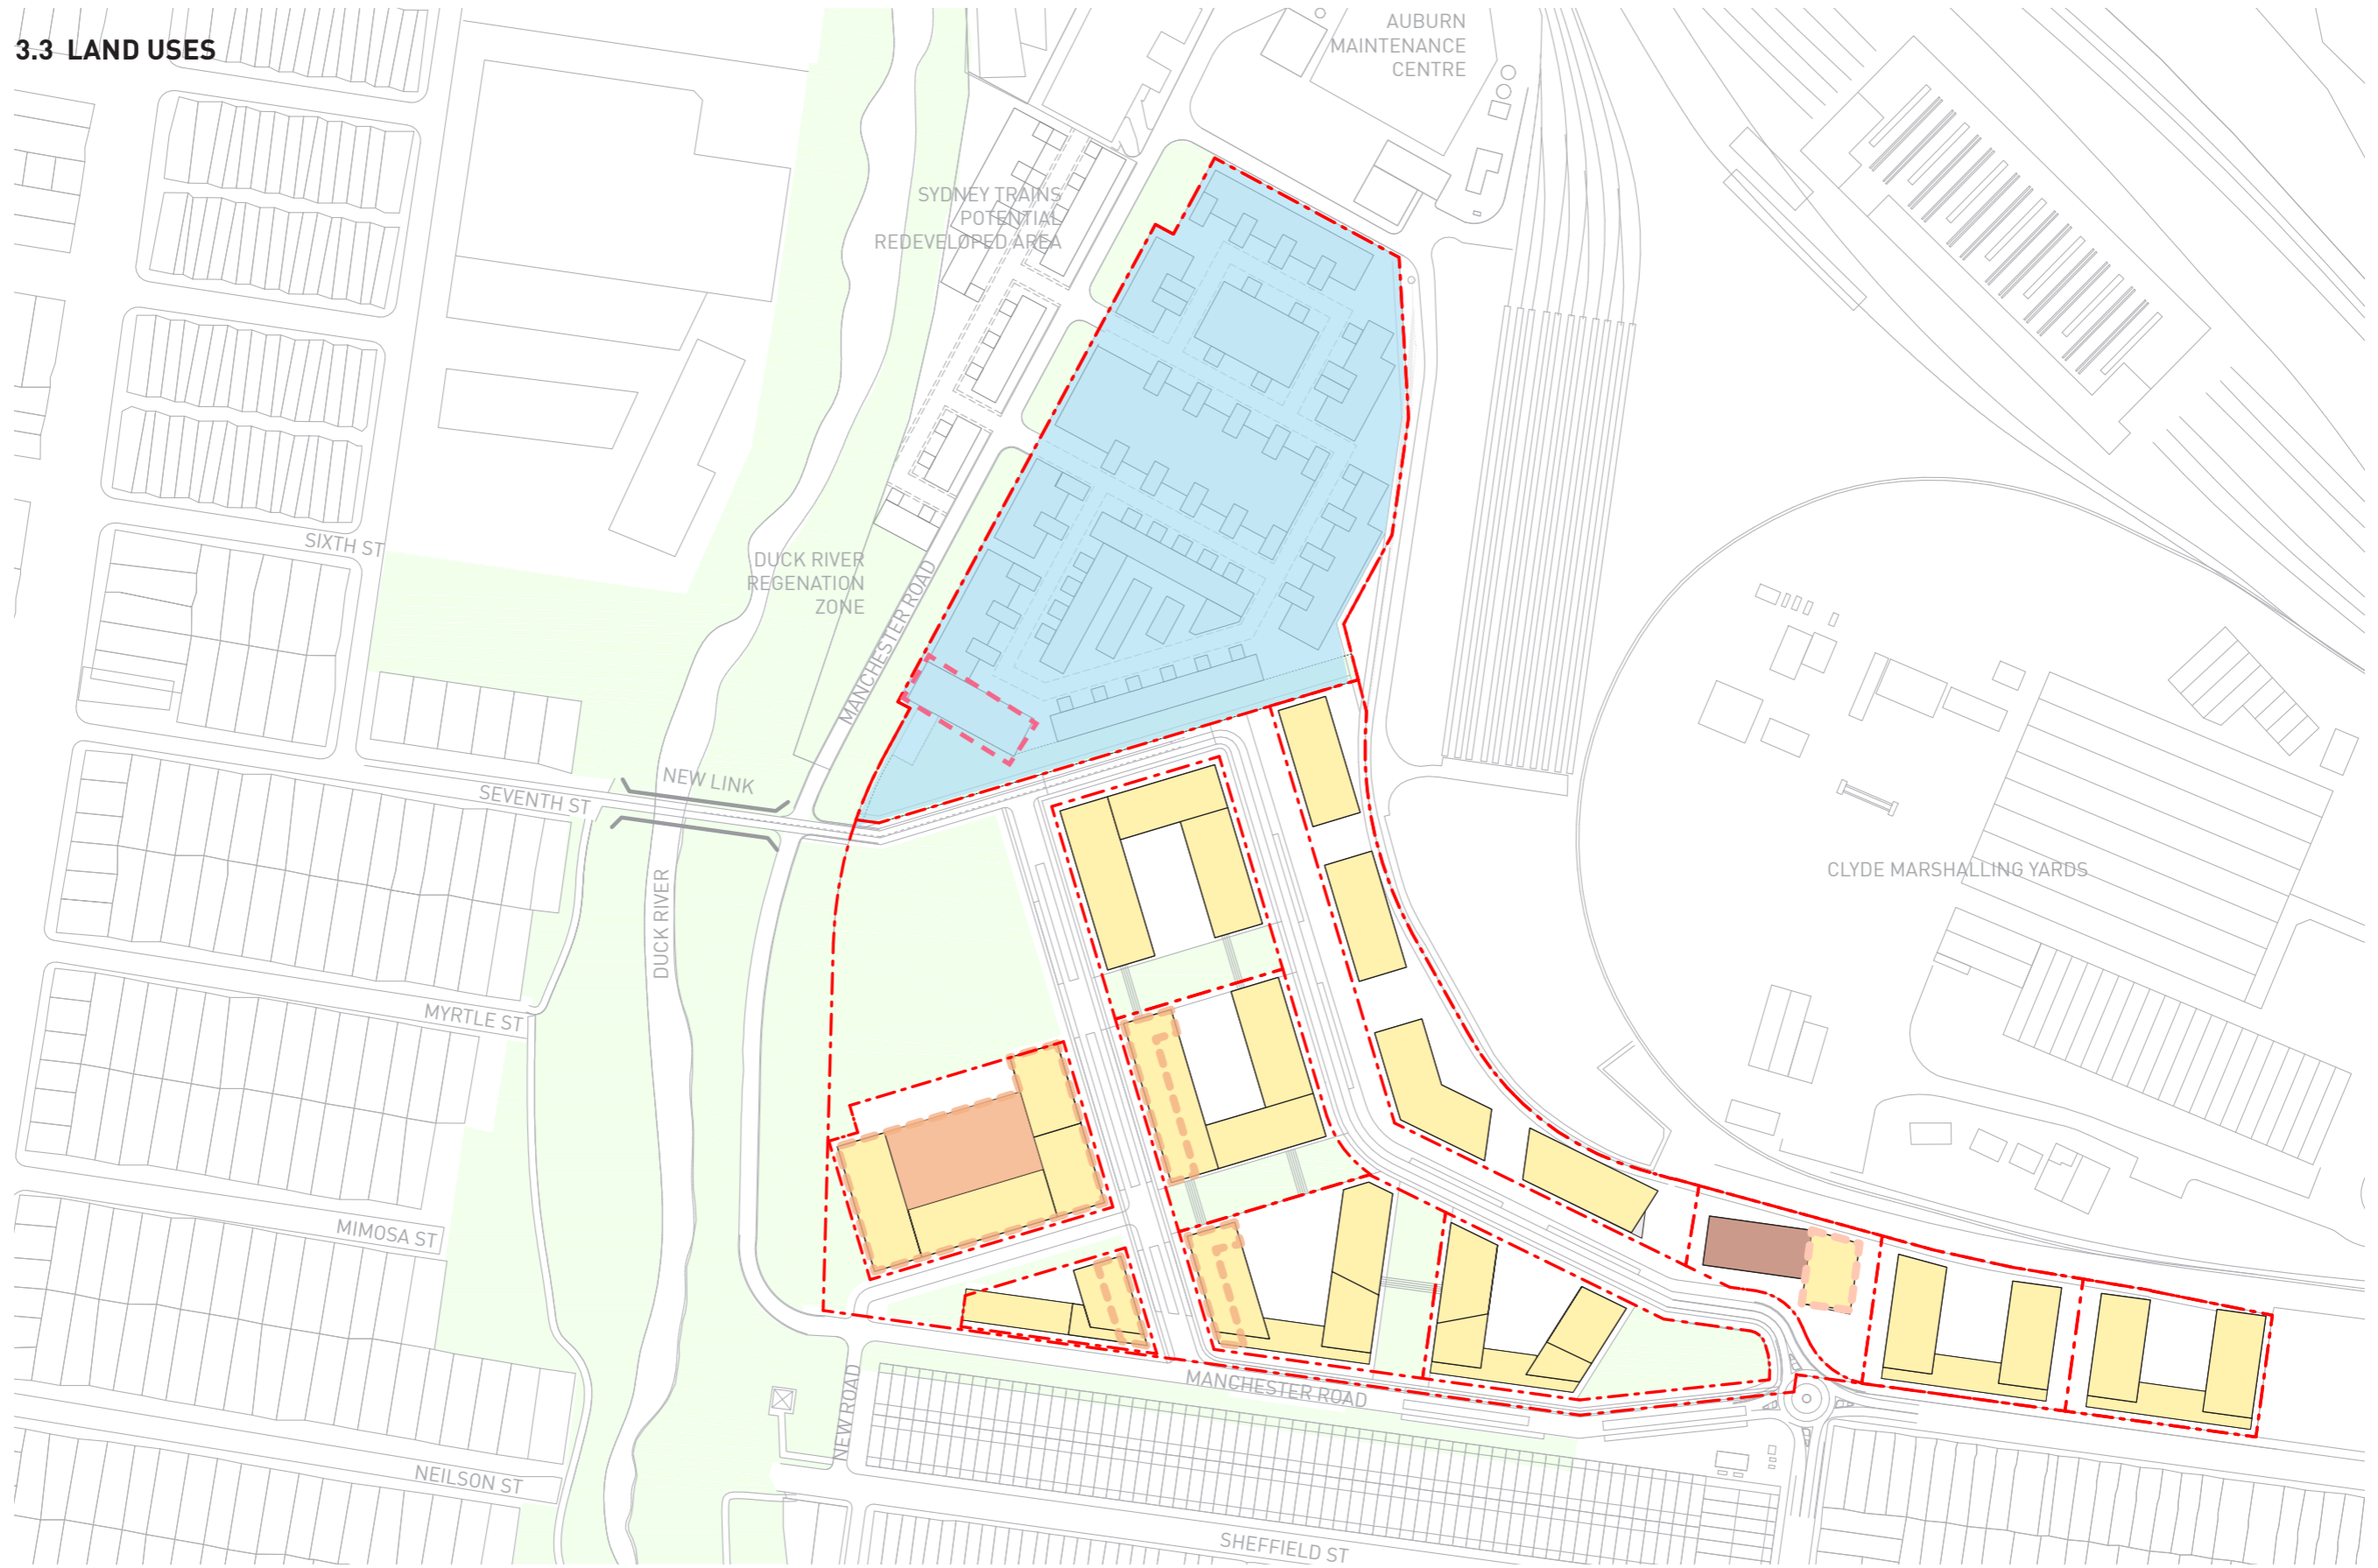 3.3 LAND USES
AUBURN
MAINTENANCE
CENTRE
SYDNEY TRAINS
POTENTIAL
REDEVELOPED AREA
SIXTH ST
DUCK RIVER
REGENATION
ZONE
MANCHESTER ROAD
NEW LINK
SEVENTH ST
DUCK RIVER
CLYDE MARSHALLING YARDS
MYRTLE ST
MIMOSA ST
MANCHESTER ROAD
NEW ROAD
NEILSON ST
SHEFFIELD ST